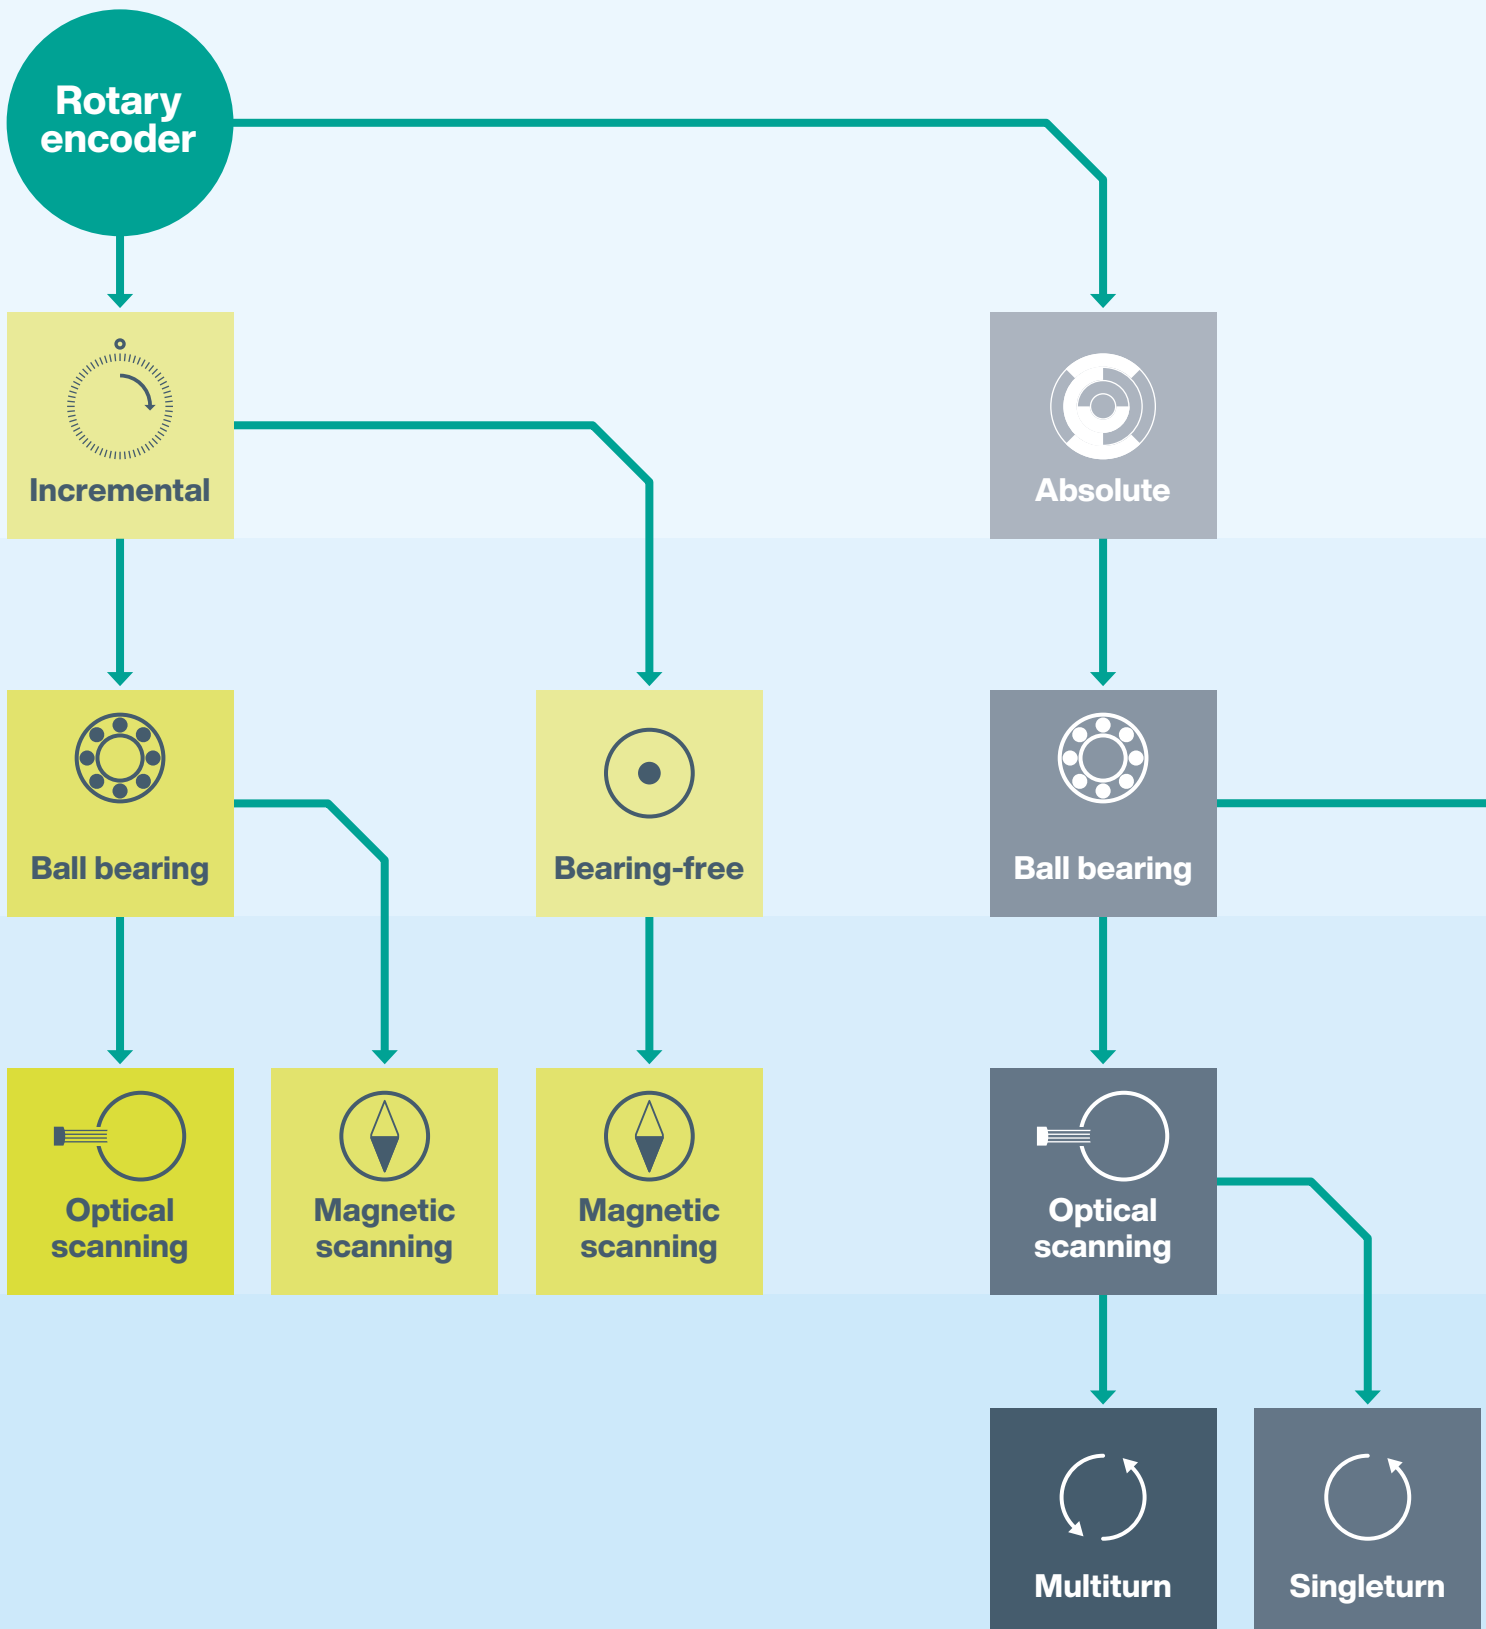 Rotary
encoder
Incremental
Absolute
Ball bearing
Bearing-free
Ball bearing
Optical
scanning
Magnetic
scanning
Magnetic
scanning
Optical
scanning
Multiturn
Singleturn